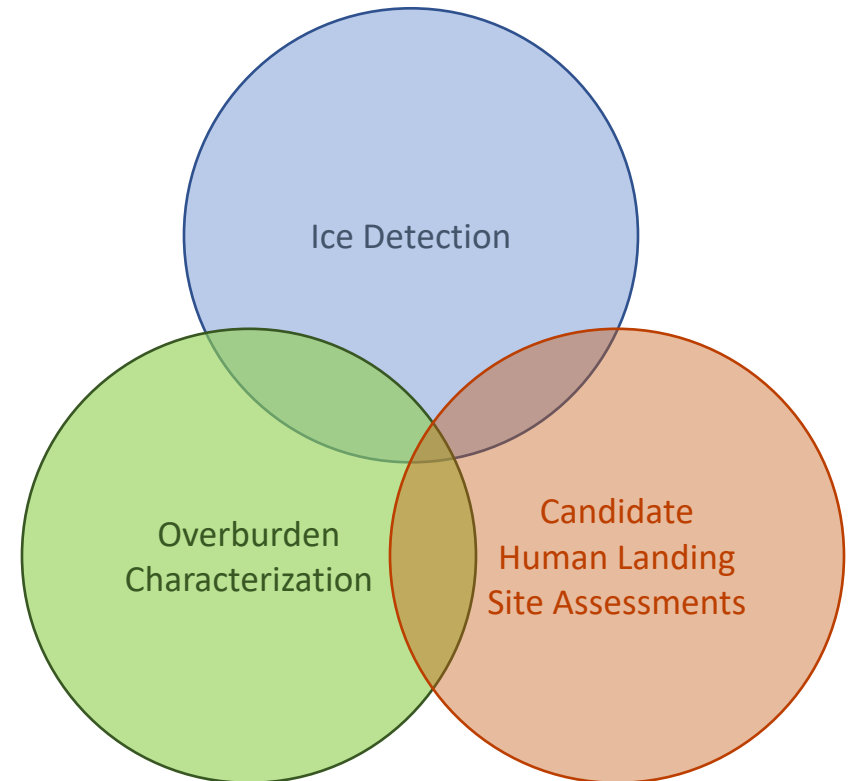 Ice Detection
Overburden
Characterization
Candidate
Human Landing
Site Assessments